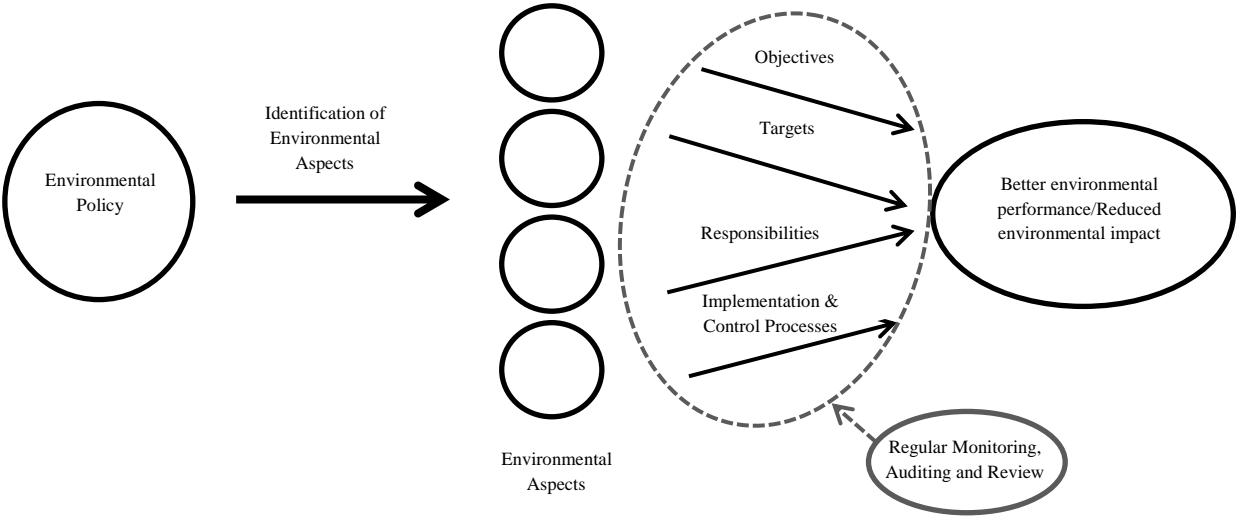 Environmental
Policy
Identification of
Environmental
Aspects
Environmental
Aspects
Objectives
Targets
Responsibilities
Implementation &
Control Processes
Better environmental
performance/Reduced
environmental impact
Regular Monitoring,
Auditing and Review